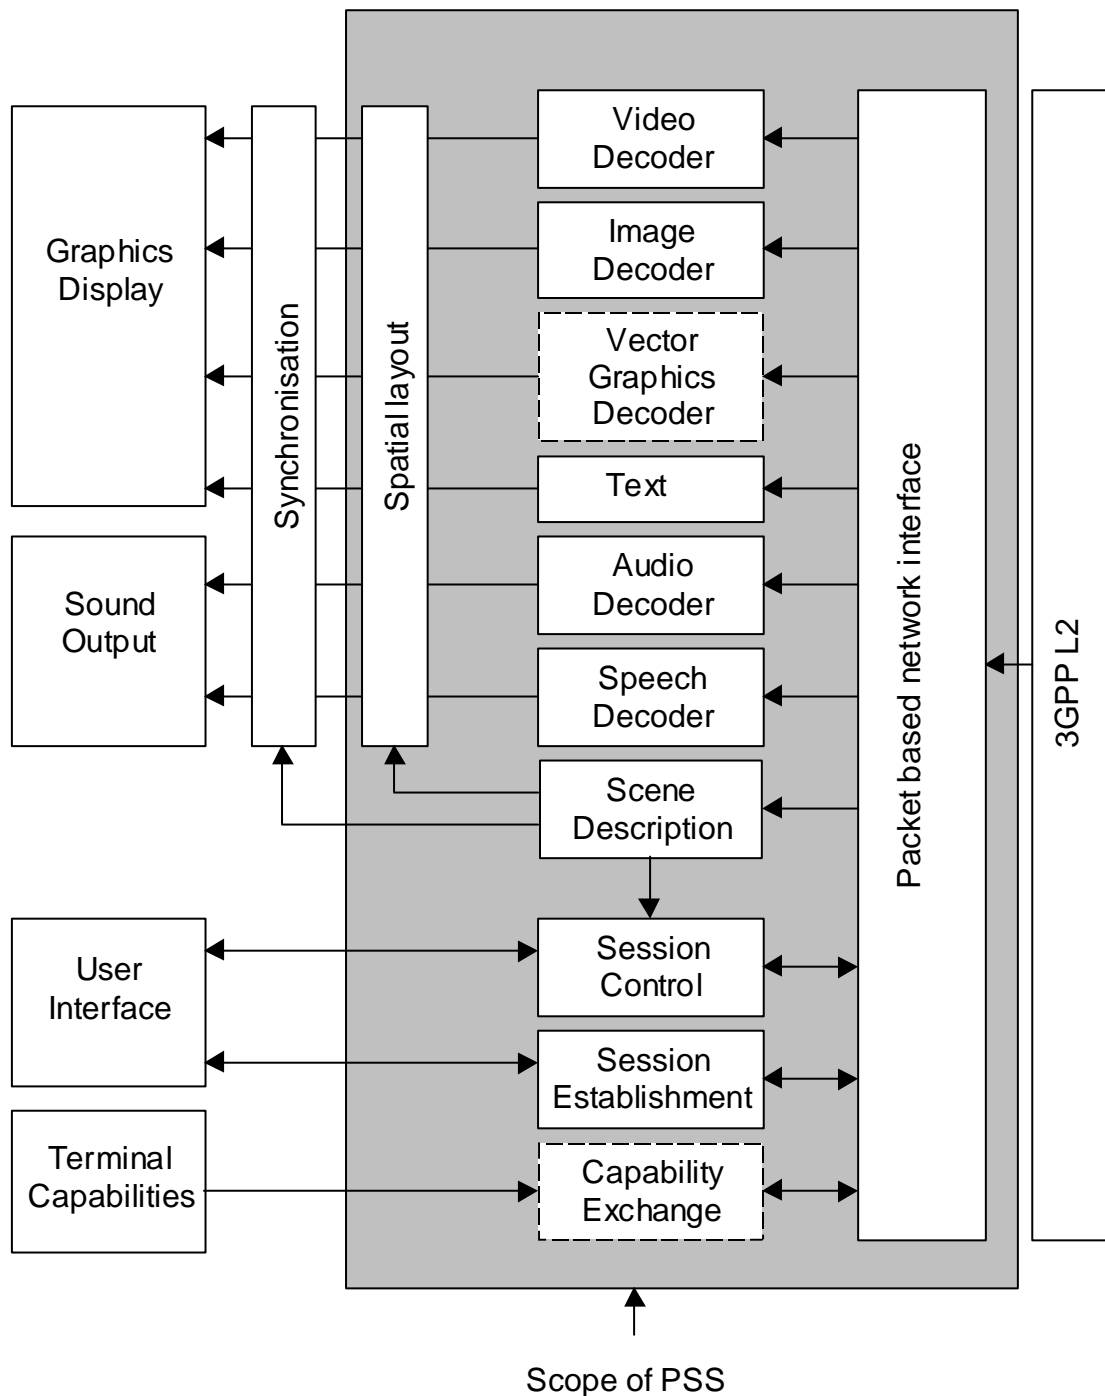 Video
Decoder
Image
Decoder
Vector
Graphics
Decoder
Text
Audio
Decoder
Speech
Decoder
Scene
Description
Session
Control
Session
Establishment
Capability
Exchange
Graphics
Display
Sound
Output
User
Interface
Terminal
Capabilities
Synchronisation
Spatial layout
Packet based network interface
3GPP L2
Scope of PSS